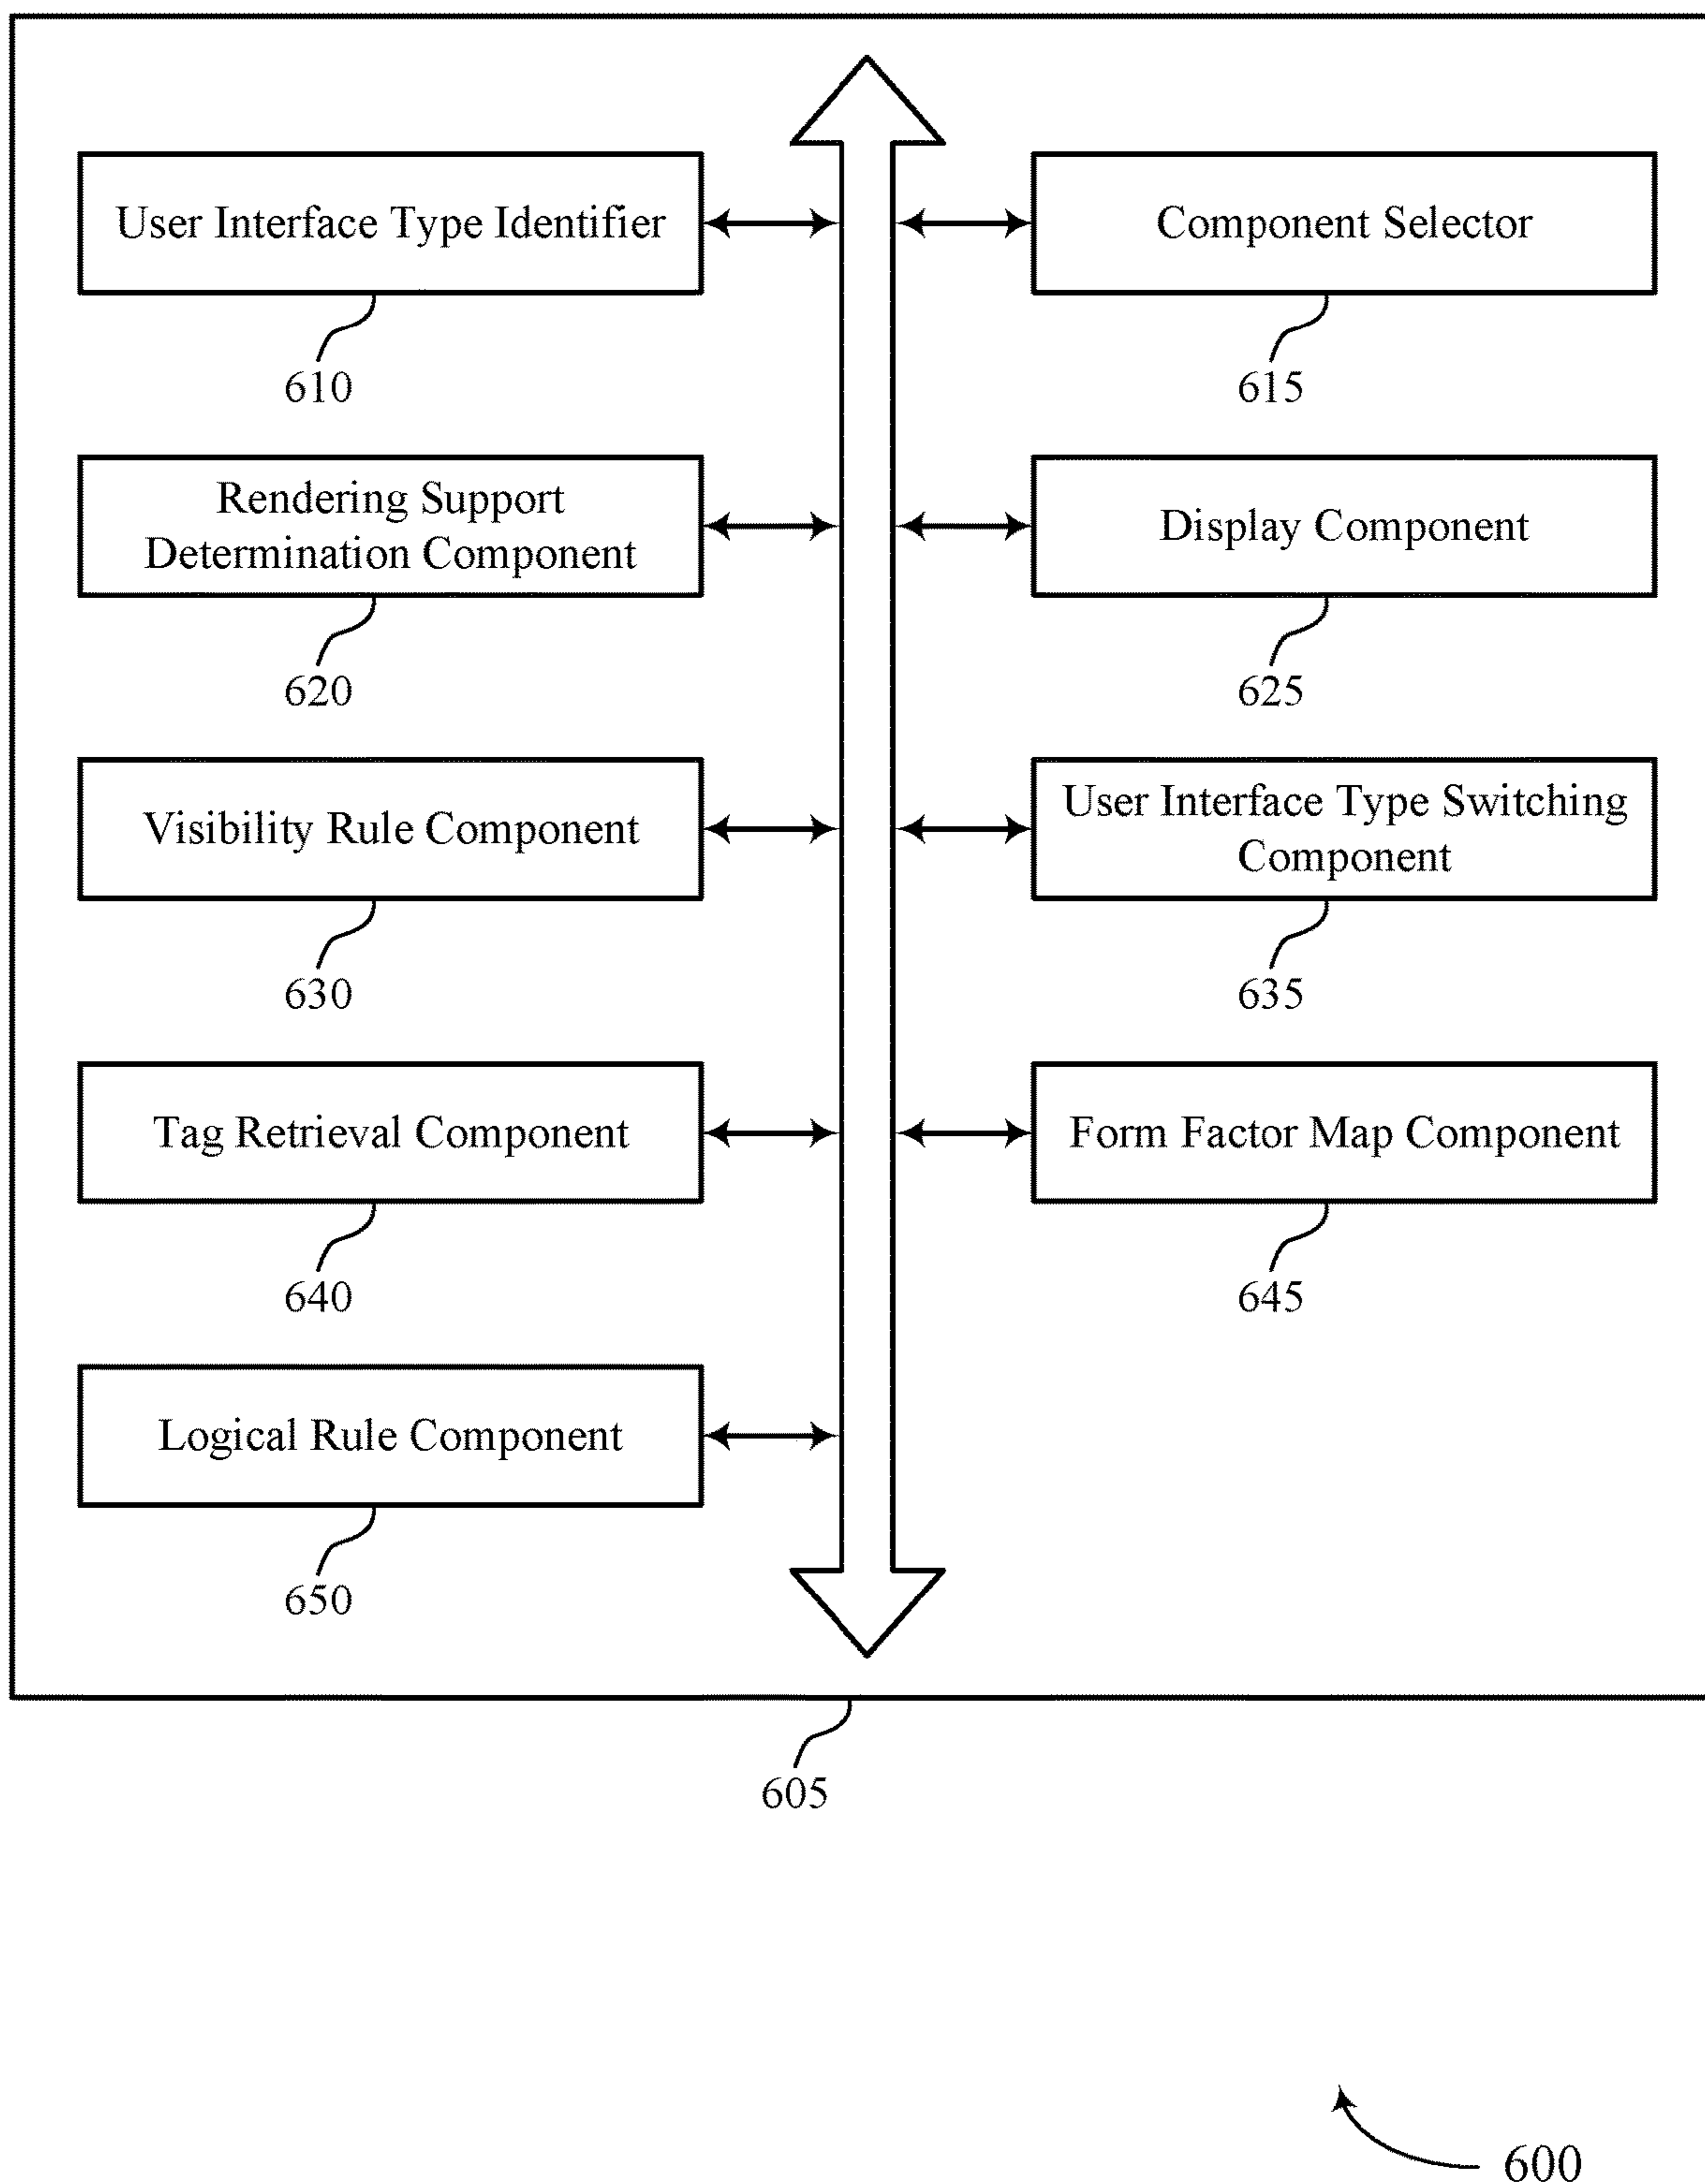 User Interface Type Identifier
610
Component Selector
615
Rendering Support
Determination Component
620
Display Component
625
Visibility Rule Component
630
User Interface Type Switching
Component
635
Tag Retrieval Component
640
Form Factor Map Component
645
Logical Rule Component
650
605
600